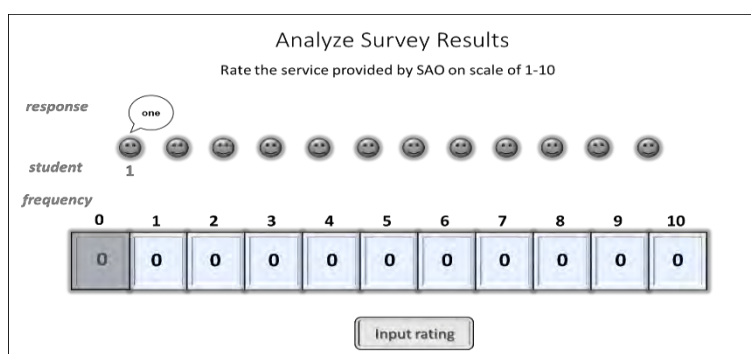 Analyze Survey Results
Rate the service provided by SAO on scale of 1-10
response
one
student
1
frequency
0 1 2 3 4 5 6 7 8 9 10
0 0 0 0 0 0 0 0 0 0 0
Input rating